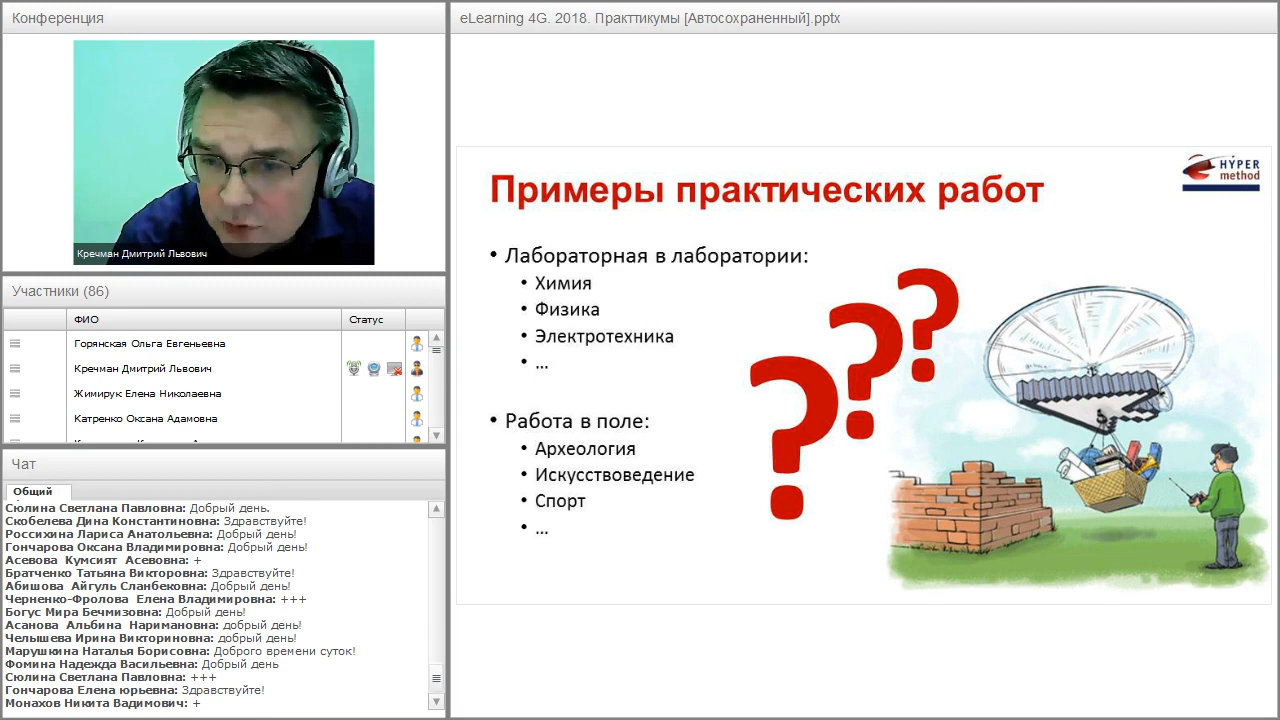 Конференция
Кречман Дмитрий Львович
Участники (86)
ФИО
Статус
Горянская Ольга Евгеньевна
Кречман Дмитрий Львович
Жимирук Елена Николаевна
Катренко Оксана Адамовна
Чат
Общий
Сюлина Светлана Павловна: Добрый день.
Скобелева Дина Константиновна: Здравствуйте!
Россихина Лариса Анатольевна: Добрый день!
Гончарова Оксана Владимировна: Добрый день!
Асевова Кумсият Асевовна: +
Братченко Татьяна Викторовна: Здравствуйте!
Абишова Айгуль Сланбековна: Добрый день!
Черненко-Фролова Елена Владимировна: +++
Богус Мира Бечмизовна: Добрый день!
Асанова Альбина Наримановна: добрый день!
Челышева Ирина Викториновна: добрый день!
Марушкина Наталья Борисовна: Доброго времени суток!
Фомина Надежда Васильевна: Добрый день
Сюлина Светлана Павловна: +++
Гончарова Елена юрьевна: Здравствуйте!
Монахов Никита Вадимович: +
eLearning 4G. 2018. Практтикумы [Автосохраненный].pptx
HYPER
method
Примеры практических работ
• Лабораторная в лаборатории:
• Химия
• Физика
• Электротехника
• ...
• Работа в поле:
• Археология
• Искусствоведение
• Спорт
• ...
? ? ?